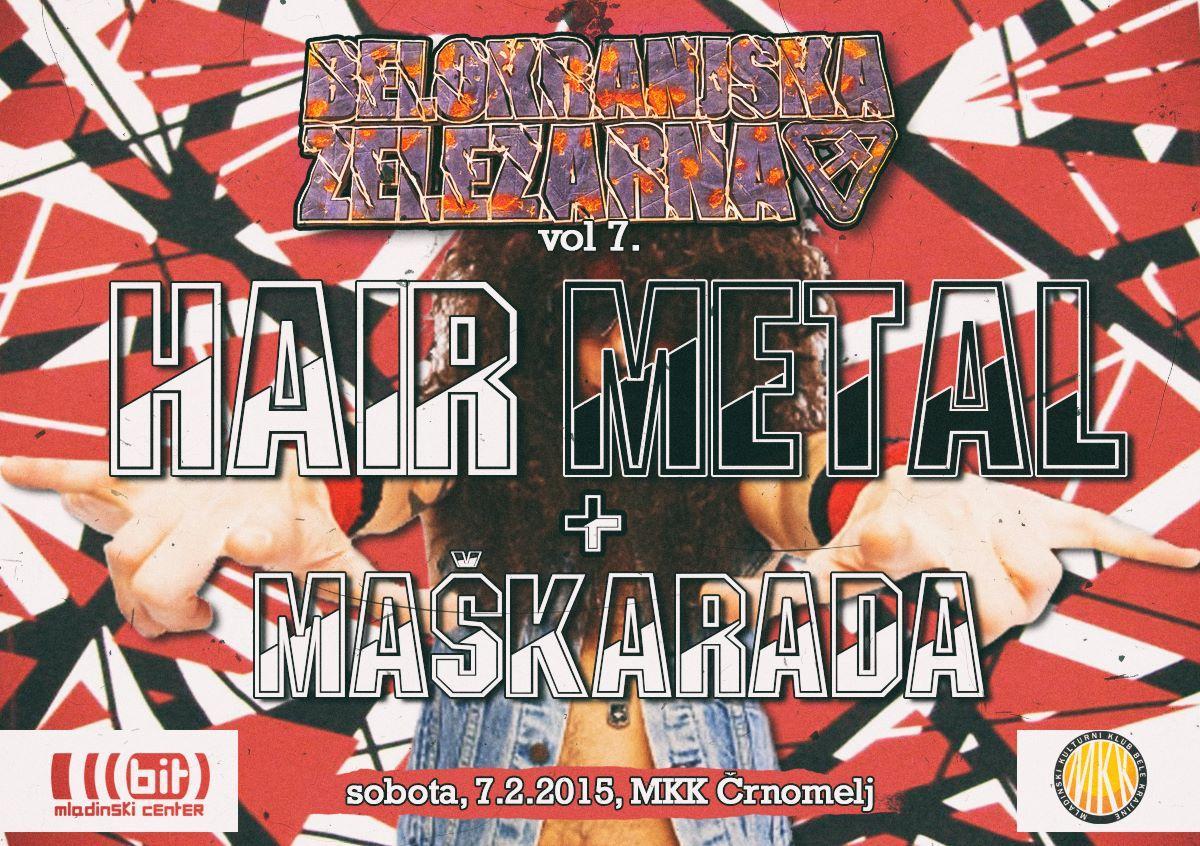 BELOKRANJSKA
ŽELEZARNA
vol 7.
HAIR METAL
+
MAŠKARADA
sobota, 7.2.2015, MKK Črnomelj
bit
mladinski center
MLADINSKI KULTURNI KLUB BELE KRAJINE
MKK